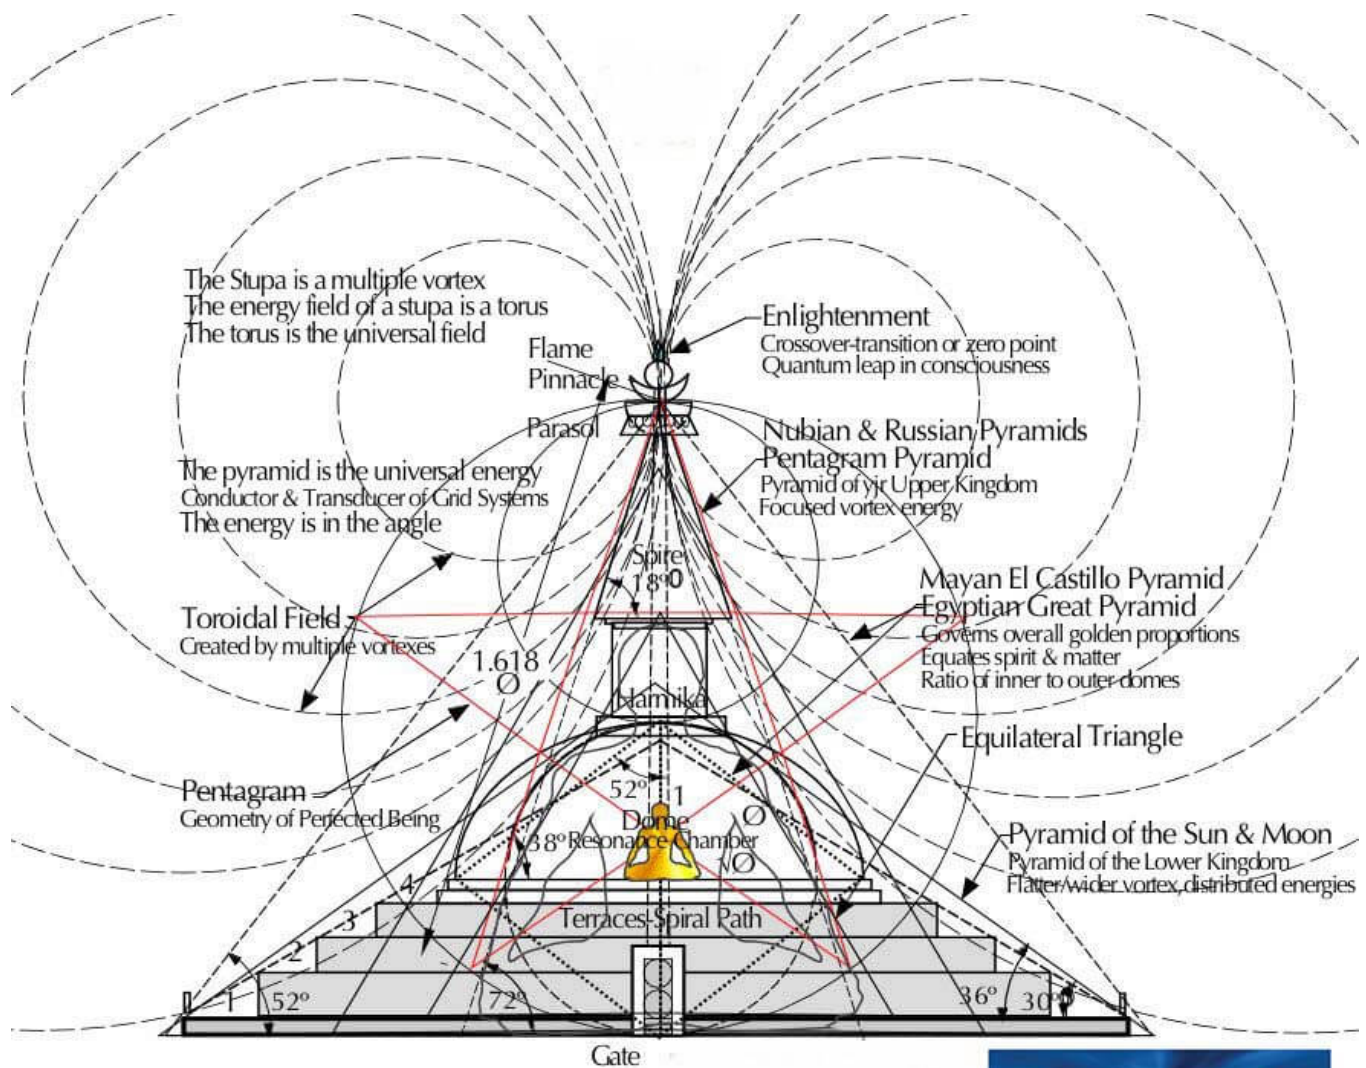 The Stupa is a multiple vortex
The energy field of a stupa is a torus
The torus is the universal field
Flame
Pinnacle
Parasol
Enlightenment
Crossover-transition or zero point
Quantum leap in consciousness
Nubian & Russian Pyramids
Pentagram Pyramid
Pyramid of yjr Upper Kingdom
Focused vortex energy
The pyramid is the universal energy
Conductor & Transducer of Grid Systems
The energy is in the angle
Spire
0
18º
Mayan El Castillo Pyramid
Egyptian Great Pyramid
Governs overall golden proportions
Equates spirit & matter
Ratio of inner to outer domes
Toroidal Field
Created by multiple vortexes
1.618
Ø
Harmika
Equilateral Triangle
Pentagram
Geometry of Perfected Being
52º
1
Dome
Ø
38º Resonance Chamber
√Ø
Pyramid of the Sun & Moon
Pyramid of the Lower Kingdom
Flatter/wider vortex,distributed energies
4
3
Terraces-Spiral Path
2
1
52º
72º
36º
30º
Gate